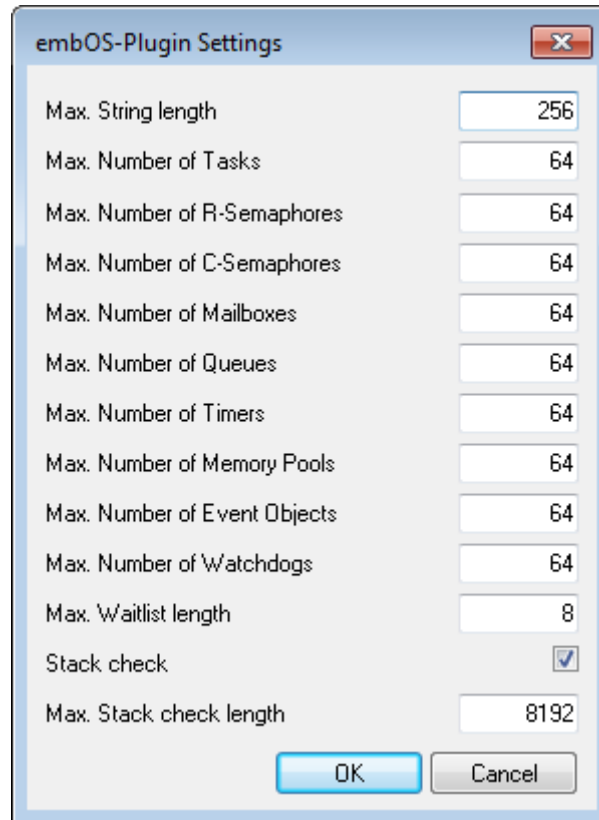 embOS-Plugin Settings
Max. String length 256
Max. Number of Tasks 64
Max. Number of R-Semaphores 64
Max. Number of C-Semaphores 64
Max. Number of Mailboxes 64
Max. Number of Queues 64
Max. Number of Timers 64
Max. Number of Memory Pools 64
Max. Number of Event Objects 64
Max. Number of Watchdogs 64
Max. Waitlist length 8
Stack check
Max. Stack check length 8192
OK Cancel